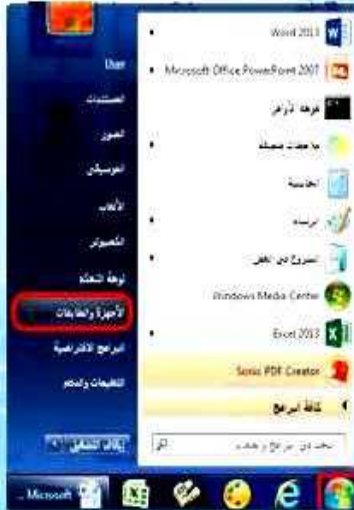 Word 2013
Microsoft Office PowerPoint 2007
موجه الأوامر
ملاحظات ملصقة
الحاسبة
الرسام
الشروع في العمل
Windows Media Center
Excel 2013
Sonic PDF Creator
كافة البرامج
User
المستندات
الصور
الموسيقى
الألعاب
الكمبيوتر
لوحة التحكم
الأجهزة والطابعات
البرامج الافتراضية
التعليمات والدعم
إيقاف التشغيل
Microsoft ...